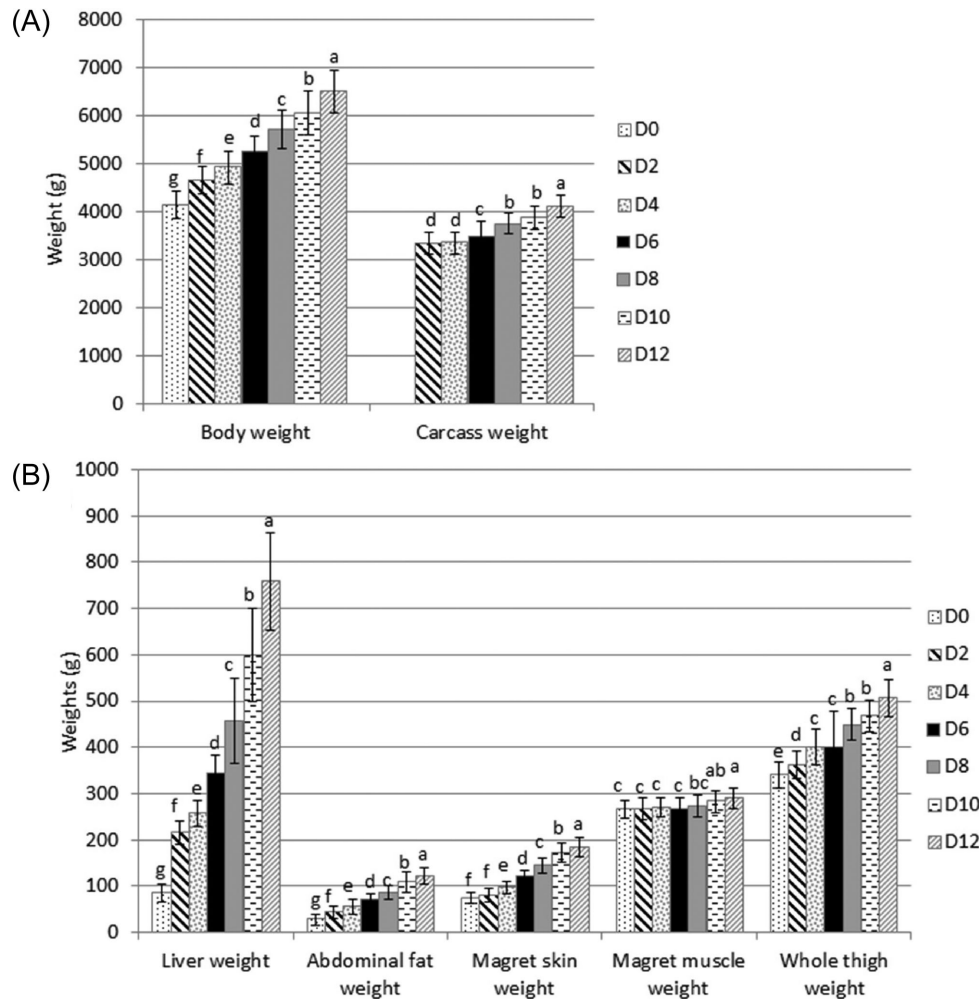 (A)
8000
7000
6000
5000
4000
3000
2000
1000
0
Weight (g)
g f e d c b a
d d c b b a
Body weight
Carcass weight
D0
D2
D4
D6
D8
D10
D12
(B)
1000
900
800
700
600
500
400
300
200
100
0
Weights (g)
g f e d c b a
g f e d c b a
f f e d c b a
c c c c bc ab a
e d c c b b a
Liver weight
Abdominal fat
weight
Magret skin
weight
Magret muscle
weight
Whole thigh
weight
D0
D2
D4
D6
D8
D10
D12